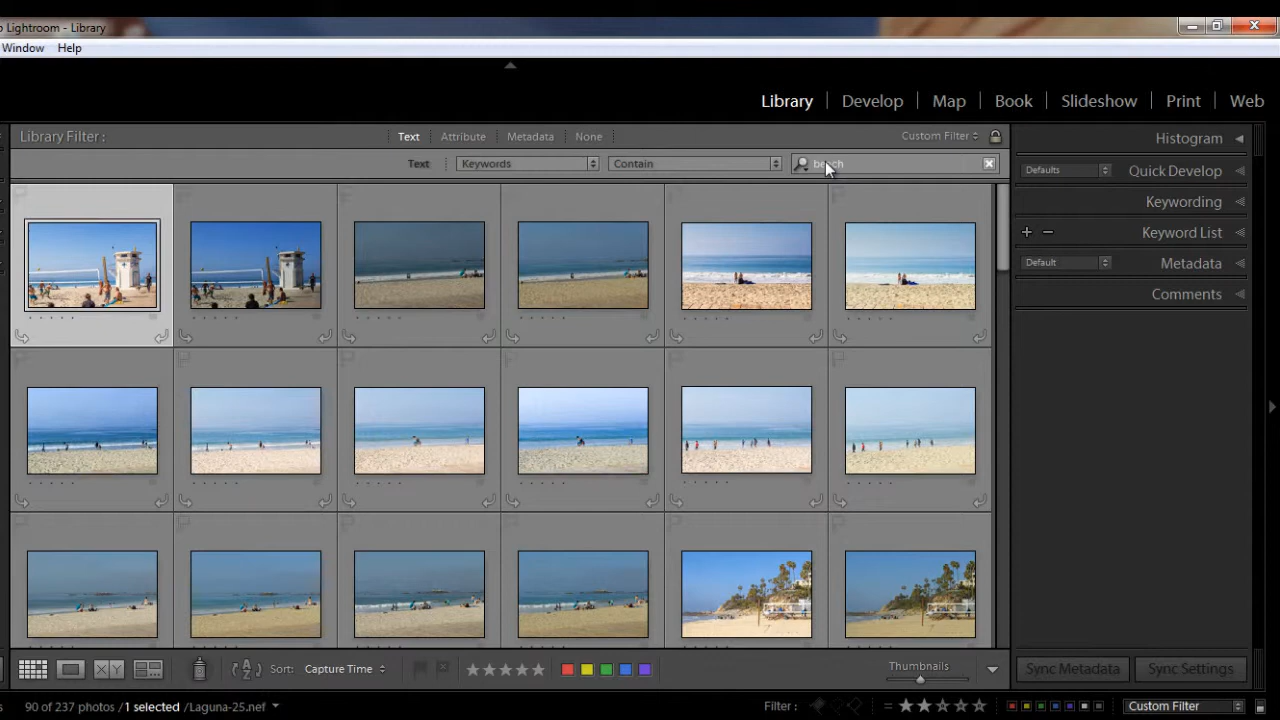 o Lightroom - Library
Window Help
Library | Develop | Map | Book | Slideshow | Print | Web
Library Filter : Text Attribute Metadata None Custom Filter
Text Keywords Contain beach
Histogram
Defaults Quick Develop
Keywording
+ − Keyword List
Default Metadata
Comments
Sort: Capture Time Thumbnails
Sync Metadata Sync Settings
s 90 of 237 photos /1 selected /Laguna-25.nef Filter : Custom Filter